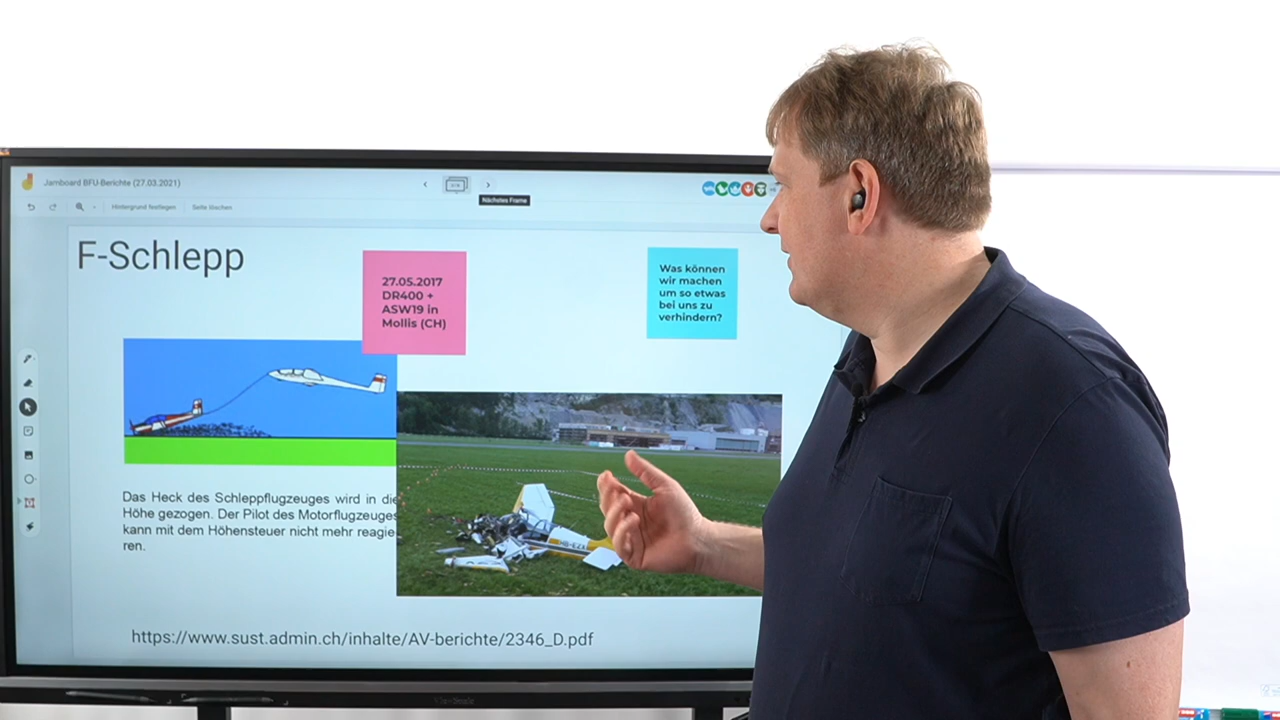 Jamboard BFU-Berichte (27.03.2021)
Nächstes Frame
Hintergrund festlegen
Seite löschen
F-Schlepp
27.05.2017
DR400 +
ASW19 in
Mollis (CH)
Was können
wir machen
um so etwas
bei uns zu
verhindern?
Das Heck des Schleppflugzeuges wird in die
Höhe gezogen. Der Pilot des Motorflugzeuges
kann mit dem Höhensteuer nicht mehr reagie-
ren.
HB-EZX
https://www.sust.admin.ch/inhalte/AV-berichte/2346_D.pdf